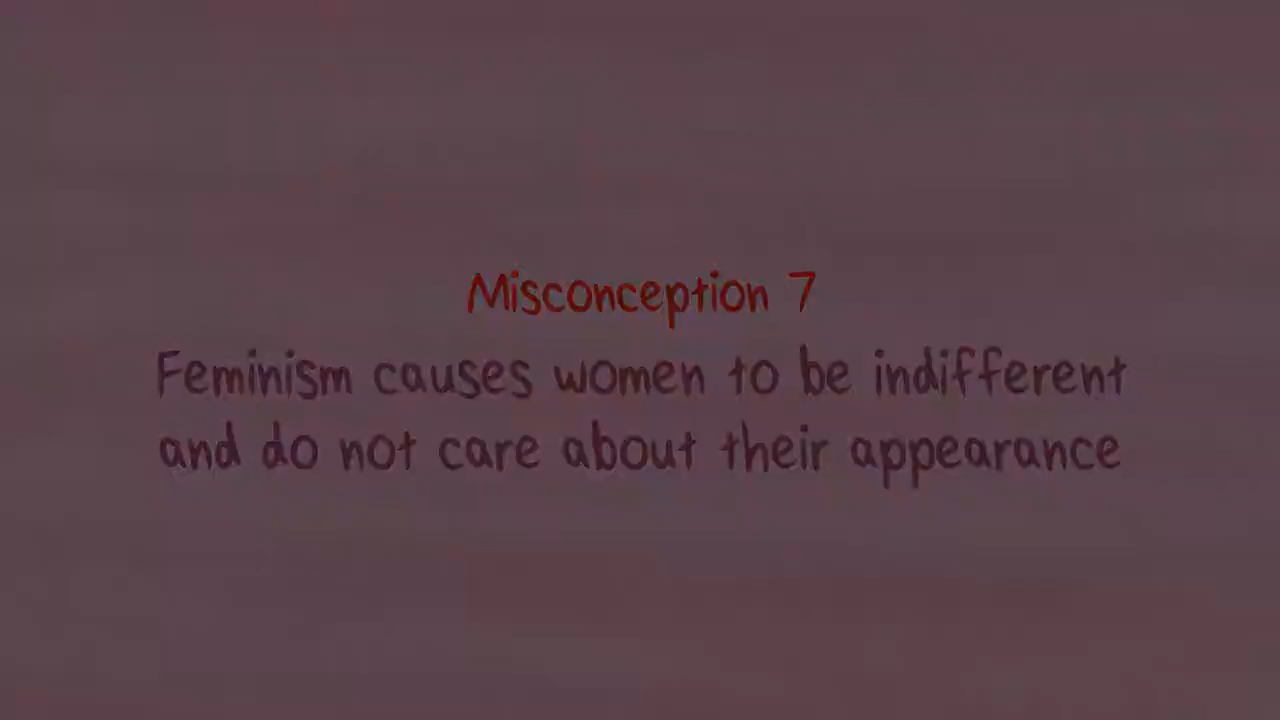 Misconception 7
Feminism causes women to be indifferent
and do not care about their appearance